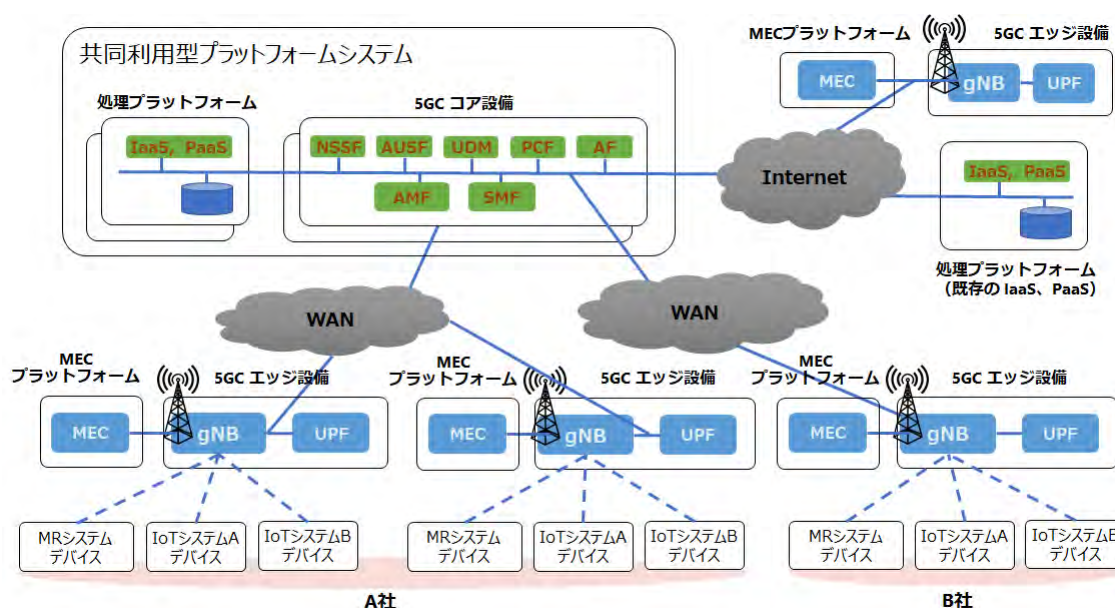 共同利用型プラットフォームシステム
処理プラットフォーム
IaaS, PaaS
5GC コア設備
NSSF
AUSF
UDM
PCF
AF
AMF
SMF
MECプラットフォーム
5GC エッジ設備
MEC
gNB
UPF
Internet
IaaS, PaaS
処理プラットフォーム
(既存の IaaS、PaaS)
WAN
WAN
MEC
プラットフォーム
5GC エッジ設備
MEC
gNB
UPF
MEC
プラットフォーム
5GC エッジ設備
MEC
gNB
UPF
MEC
プラットフォーム
5GC エッジ設備
MEC
gNB
UPF
MRシステム
デバイス
IoTシステムA
デバイス
IoTシステムB
デバイス
MRシステム
デバイス
IoTシステムA
デバイス
IoTシステムB
デバイス
MRシステム
デバイス
IoTシステムA
デバイス
IoTシステムB
デバイス
A社
B社